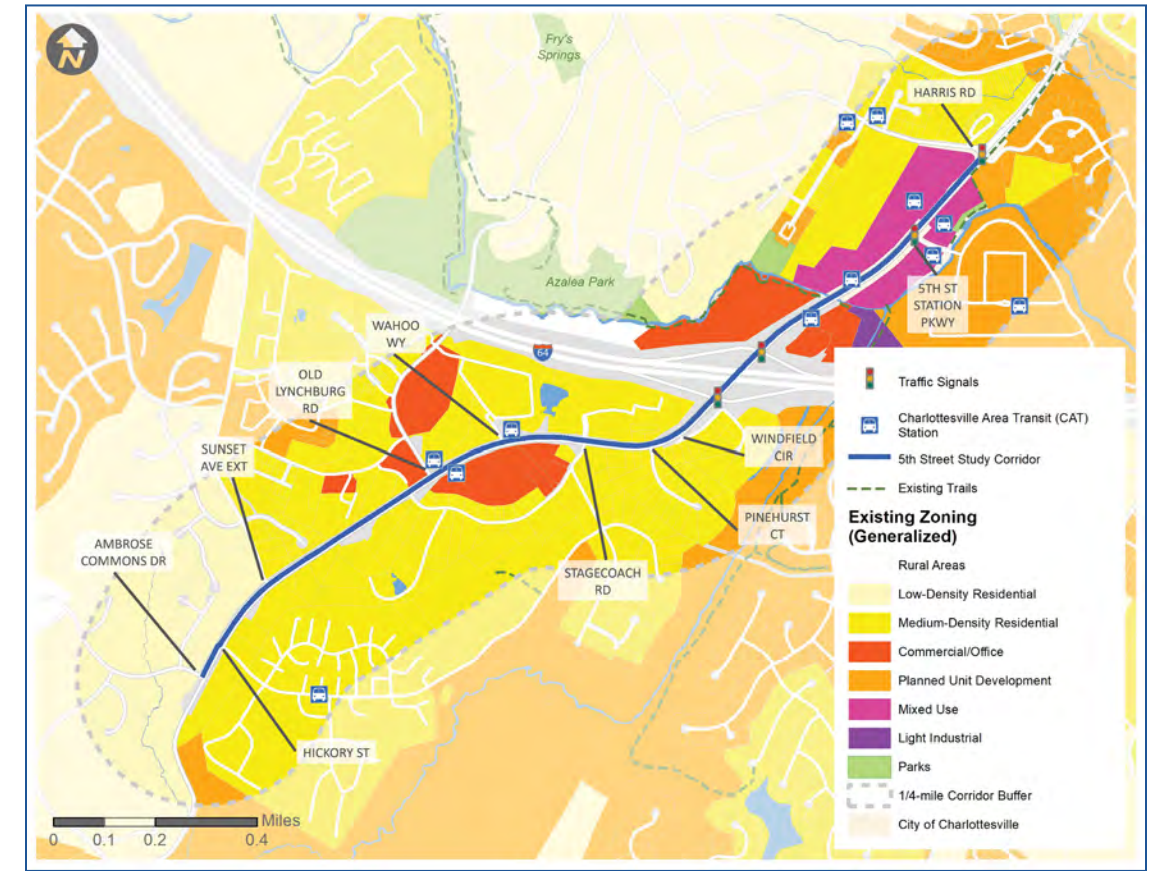 N
Fry's
Springs
HARRIS RD
Azalea Park
5TH ST
STATION
PKWY
WAHOO
WY
64
OLD
LYNCHBURG
RD
SUNSET
AVE EXT
WINDFIELD
CIR
AMBROSE
COMMONS DR
PINEHURST
CT
STAGECOACH
RD
HICKORY ST
Miles
0 0.1 0.2 0.4
Traffic Signals
Charlottesville Area Transit (CAT)
Station
5th Street Study Corridor
Existing Trails
Existing Zoning
(Generalized)
Rural Areas
Low-Density Residential
Medium-Density Residential
Commercial/Office
Planned Unit Development
Mixed Use
Light Industrial
Parks
1/4-mile Corridor Buffer
City of Charlottesville